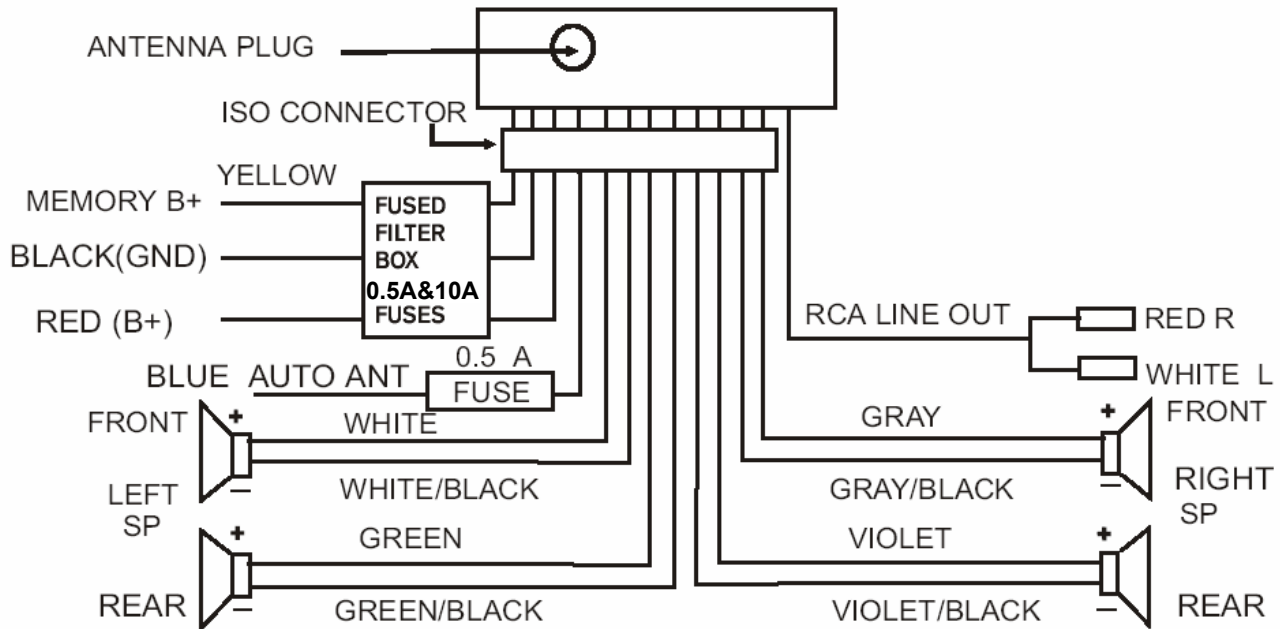 ANTENNA PLUG
ISO CONNECTOR
YELLOW
MEMORY B+
BLACK(GND)
RED (B+)
FUSED
FILTER
BOX
0.5A&10A
FUSES
0.5 A
BLUE AUTO ANT
FUSE
RCA LINE OUT
RED R
WHITE L
FRONT
+
WHITE
WHITE/BLACK
–
LEFT
SP
+
GREEN
GREEN/BLACK
–
REAR
GRAY
+
FRONT
GRAY/BLACK
–
RIGHT
SP
VIOLET
+
VIOLET/BLACK
–
REAR